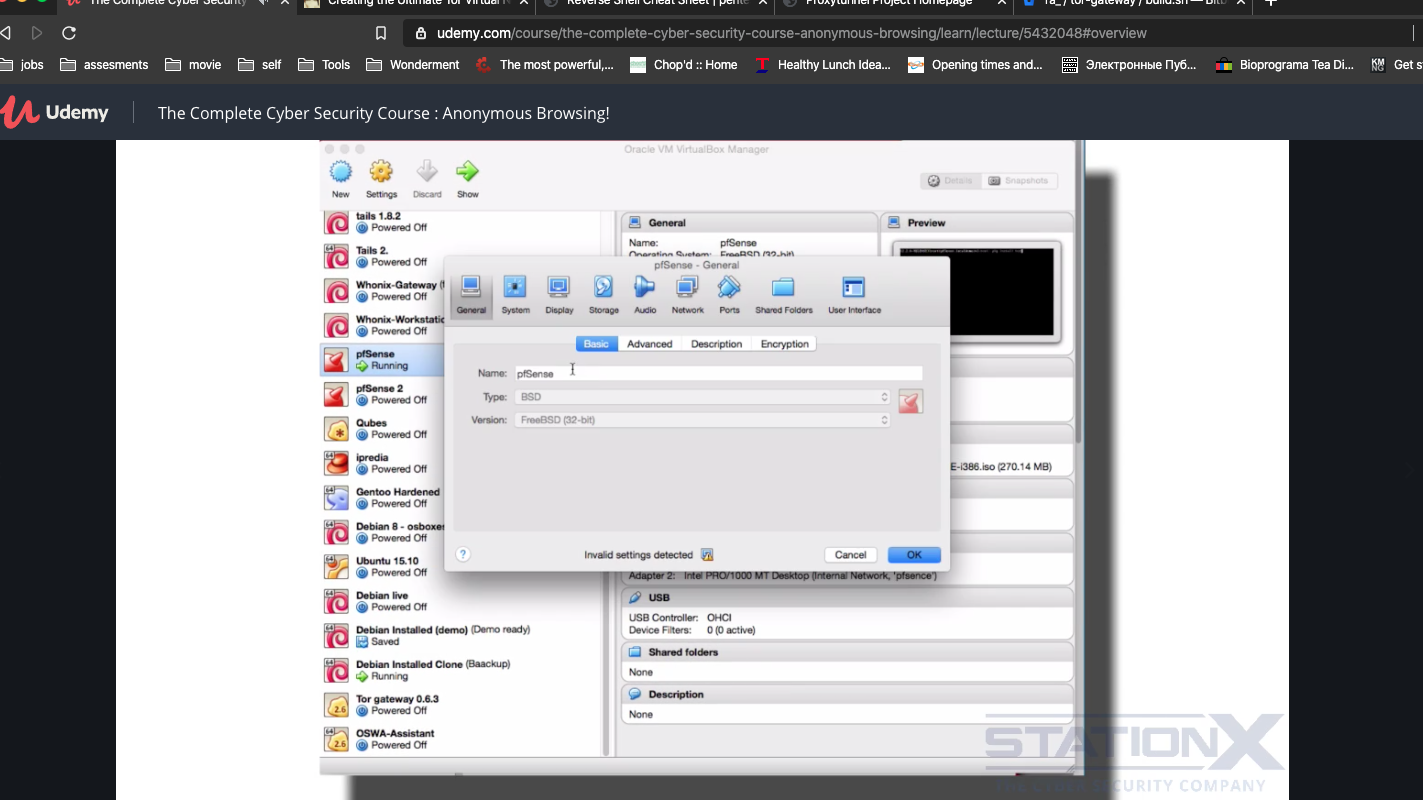 The Complete Cyber Security
Creating the Ultimate Tor Virtual
Reverse Shell Cheat Sheet | pente
Proxytunnel Project Homepage
Ta_ / tor-gateway / build.sh — Bitb
udemy.com/course/the-complete-cyber-security-course-anonymous-browsing/learn/lecture/5432048#overview
jobs
assesments
movie
self
Tools
Wonderment
The most powerful,...
Chop'd :: Home
Healthy Lunch Idea...
Opening times and...
Электронные Пуб...
Bioprograma Tea Di...
Get s
Udemy
The Complete Cyber Security Course : Anonymous Browsing!
Oracle VM VirtualBox Manager
New
Settings
Discard
Show
Details
Snapshots
tails 1.8.2
Powered Off
Tails 2.
Powered Off
Whonix-Gateway (
Powered Off
Whonix-Workstatio
Powered Off
pfSense
Running
pfSense 2
Powered Off
Qubes
Powered Off
ipredia
Powered Off
Gentoo Hardened
Powered Off
Debian 8 - osboxes
Powered Off
Ubuntu 15.10
Powered Off
Debian live
Powered Off
Debian Installed (demo) (Demo ready)
Saved
Debian Installed Clone (Baackup)
Running
Tor gateway 0.6.3
Powered Off
OSWA-Assistant
Powered Off
General
Name: pfSense
Operating System: FreeBSD (32-bit)
Preview
pfSense - General
General
System
Display
Storage
Audio
Network
Ports
Shared Folders
User Interface
Basic
Advanced
Description
Encryption
Name: pfSense
Type: BSD
Version: FreeBSD (32-bit)
?
Invalid settings detected
Cancel
OK
E-i386.iso (270.14 MB)
Adapter 2: Intel PRO/1000 MT Desktop (Internal Network, 'pfsence')
USB
USB Controller: OHCI
Device Filters: 0 (0 active)
Shared folders
None
Description
None
STATIONX
THE CYBER SECURITY COMPANY